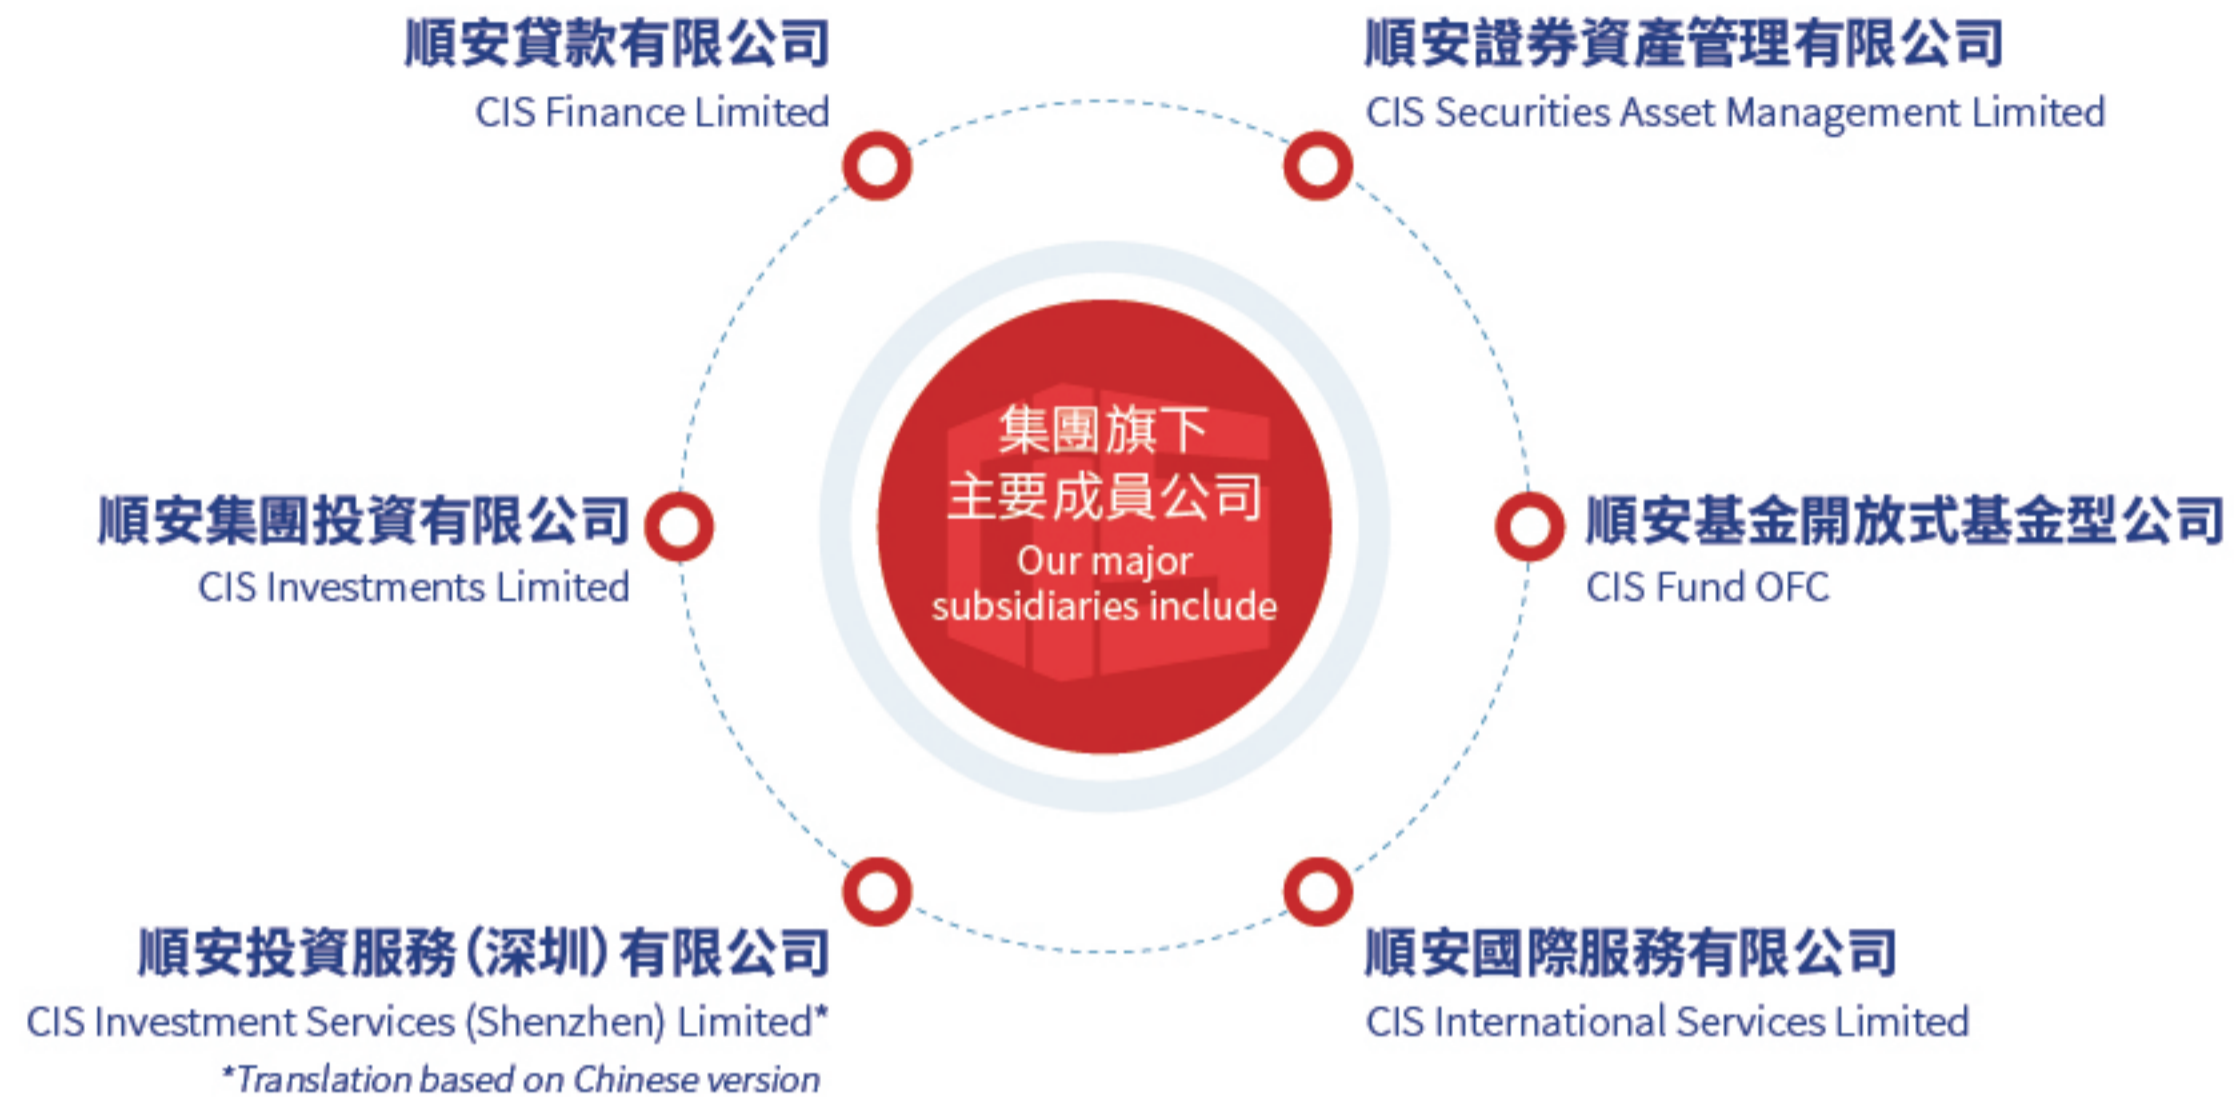 順安貸款有限公司
CIS Finance Limited
順安證券資產管理有限公司
CIS Securities Asset Management Limited
順安集團投資有限公司
CIS Investments Limited
集團旗下
主要成員公司
Our major
subsidiaries include
順安基金開放式基金型公司
CIS Fund OFC
順安投資服務(深圳)有限公司
CIS Investment Services (Shenzhen) Limited*
*Translation based on Chinese version
順安國際服務有限公司
CIS International Services Limited